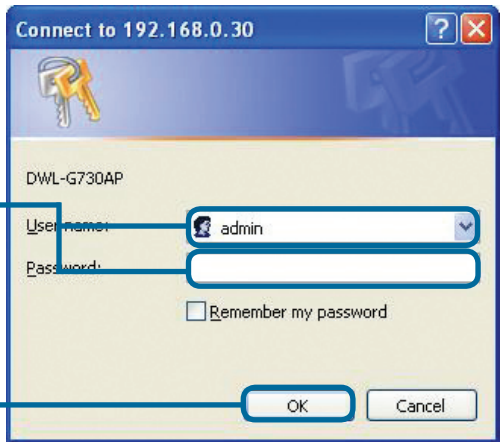 Connect to 192.168.0.30
DWL-G730AP
User name:
admin
Password:
Remember my password
OK
Cancel